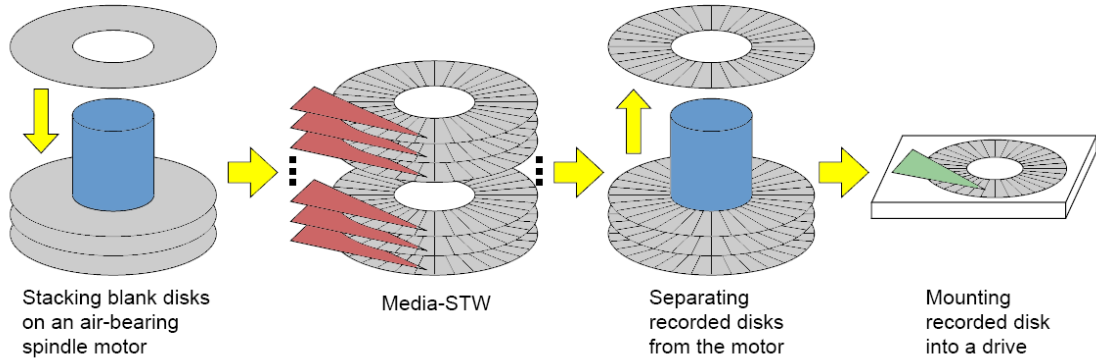 Stacking blank disks
on an air-bearing
spindle motor
Media-STW
Separating
recorded disks
from the motor
Mounting
recorded disk
into a drive